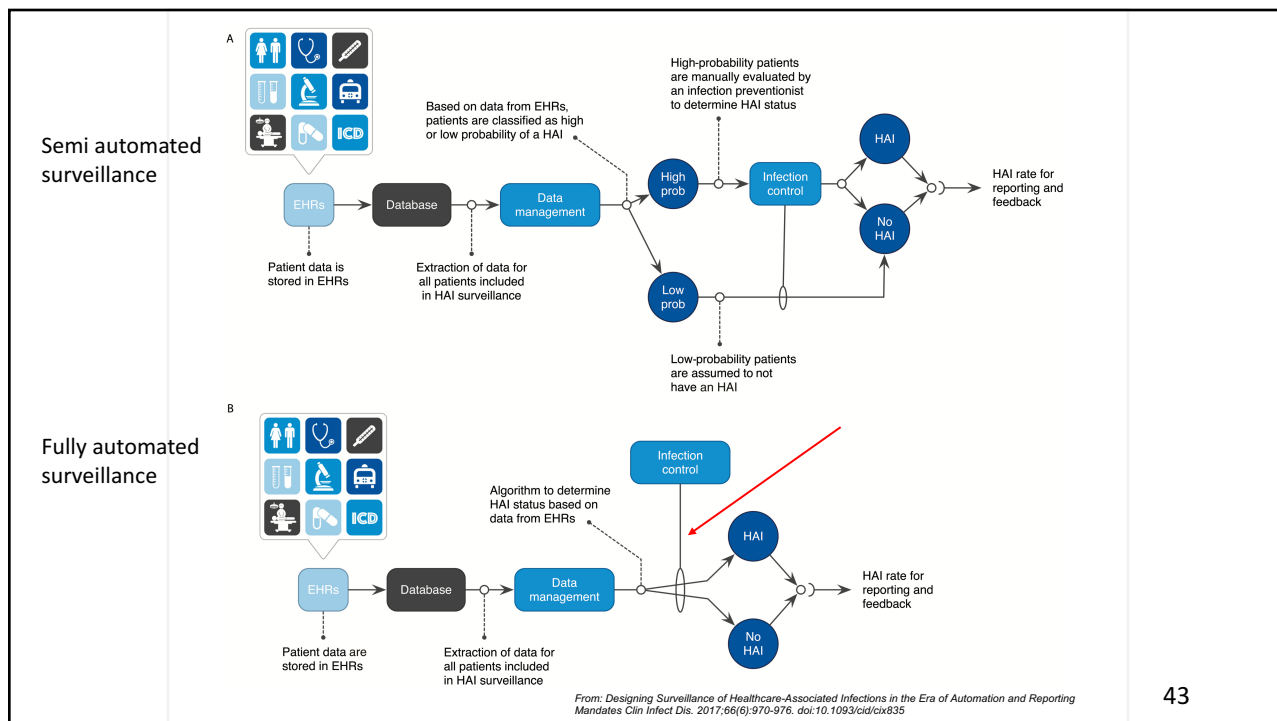 A
ICD
High-probability patients
are manually evaluated by
an infection preventionist
to determine HAI status
Based on data from EHRs,
patients are classified as high
or low probability of a HAI
Semi automated
surveillance
HAI
High
prob
Infection
control
HAI rate for
reporting and
feedback
EHRs
Database
Data
management
No
HAI
Patient data is
stored in EHRs
Extraction of data for
all patients included
in HAI surveillance
Low
prob
Low-probability patients
are assumed to not
have an HAI
B
Fully automated
surveillance
ICD
Infection
control
Algorithm to determine
HAI status based on
data from EHRs
HAI
EHRs
Database
Data
management
HAI rate for
reporting and
feedback
No
HAI
Patient data are
stored in EHRs
Extraction of data for
all patients included
in HAI surveillance
From: Designing Surveillance of Healthcare-Associated Infections in the Era of Automation and Reporting
Mandates Clin Infect Dis. 2017;66(6):970-976. doi:10.1093/cid/cix835
43